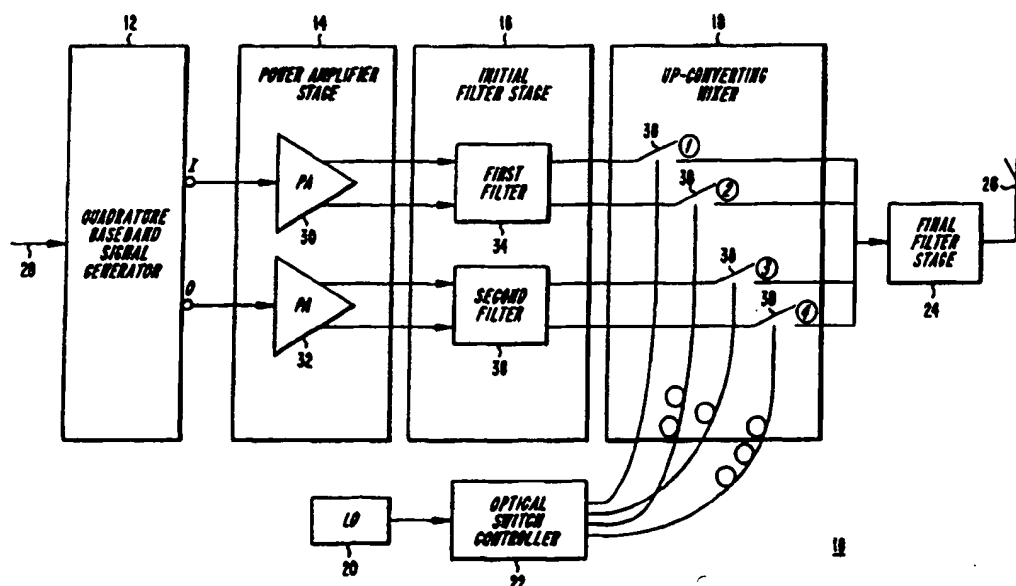 12
14
16
18
POWER AMPLIFIER
STAGE
INITIAL
FILTER STAGE
UP-CONVERTING
MIXER
QUADRATURE
BASEBAND
SIGNAL
GENERATOR
28
I
Q
PA
30
PA
32
FIRST
FILTER
34
SECOND
FILTER
36
38
1
38
2
38
3
38
4
FINAL
FILTER
STAGE
24
26
LO
20
OPTICAL
SWITCH
CONTROLLER
22
10